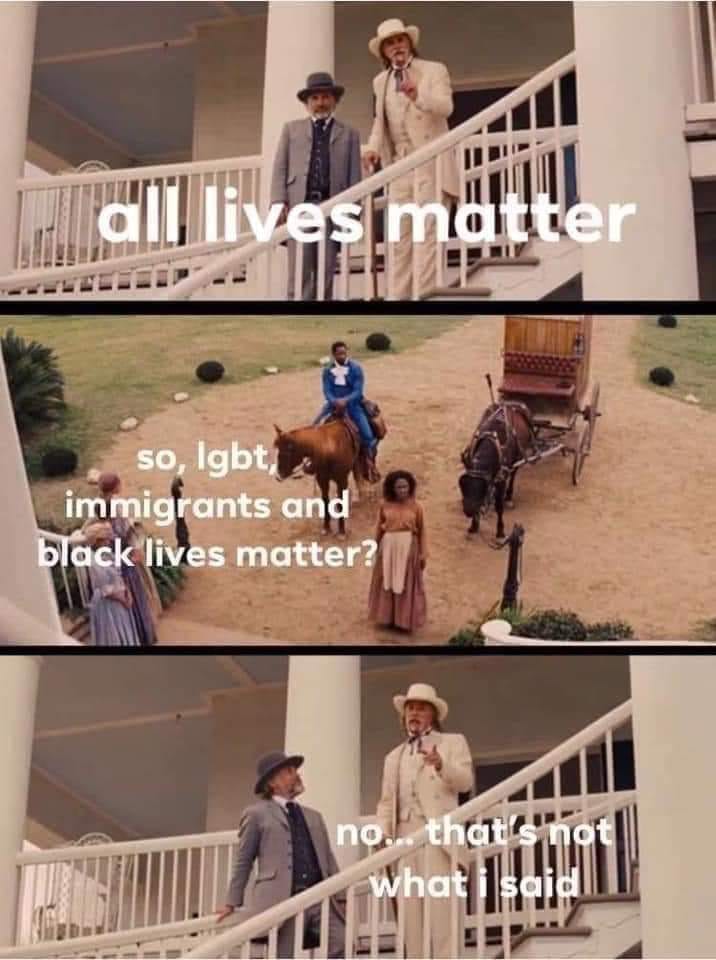 all lives matter
so, lgbt,
immigrants and
black lives matter?
no... that's not
what i said